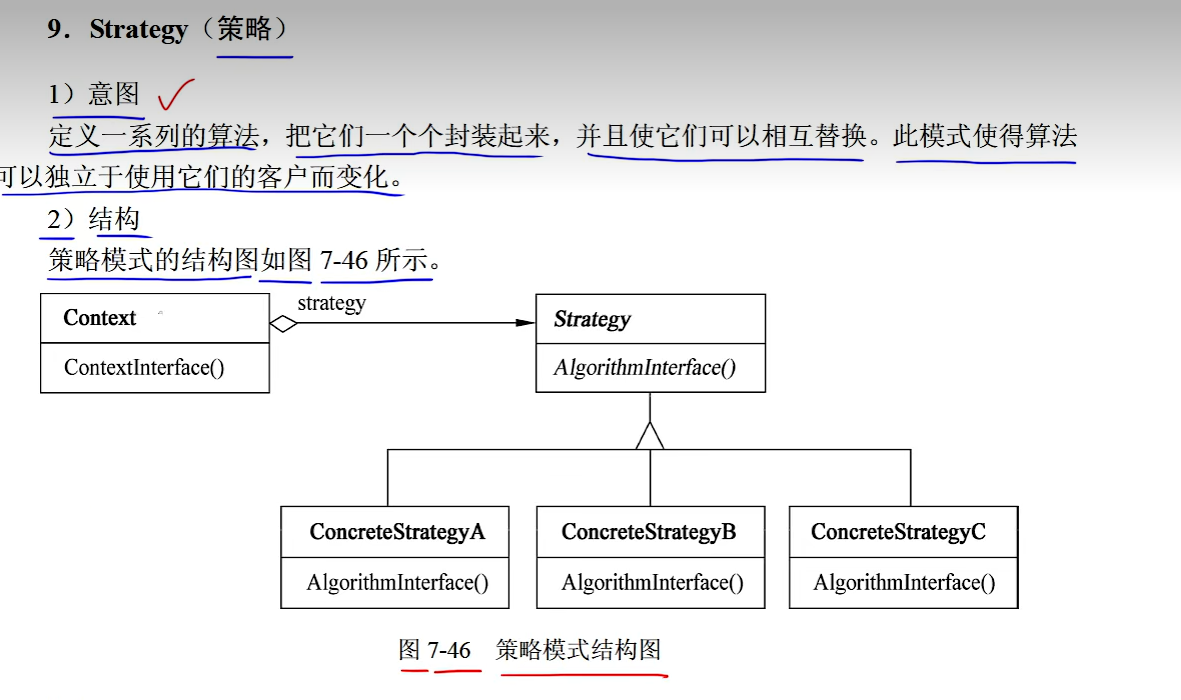 9．Strategy（策略）
1）意图
定义一系列的算法，把它们一个个封装起来，并且使它们可以相互替换。此模式使得算法
可以独立于使用它们的客户而变化。
2）结构
策略模式的结构图如图 7-46 所示。
strategy
Context
Strategy
ContextInterface()
AlgorithmInterface()
ConcreteStrategyA
ConcreteStrategyB
ConcreteStrategyC
AlgorithmInterface()
AlgorithmInterface()
AlgorithmInterface()
图 7-46 策略模式结构图